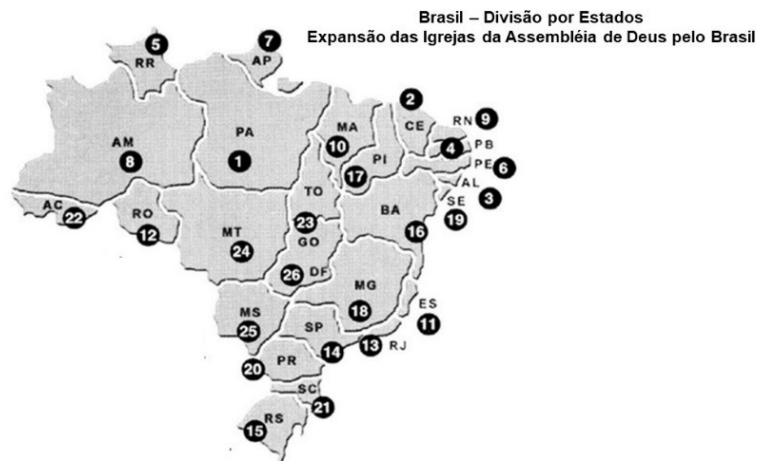 Brasil – Divisão por Estados
Expansão das Igrejas da Assembléia de Deus pelo Brasil
5
RR
7
AP
2
CE
RN 9
4
PB
PE
6
AL
3
SE
19
MA
10
PI
17
PA
1
AM
8
AC
22
RO
12
TO
23
BA
16
MT
24
GO
26 DF
MG
18
ES
11
MS
25
SP
14
13 RJ
20
PR
SC
21
RS
15